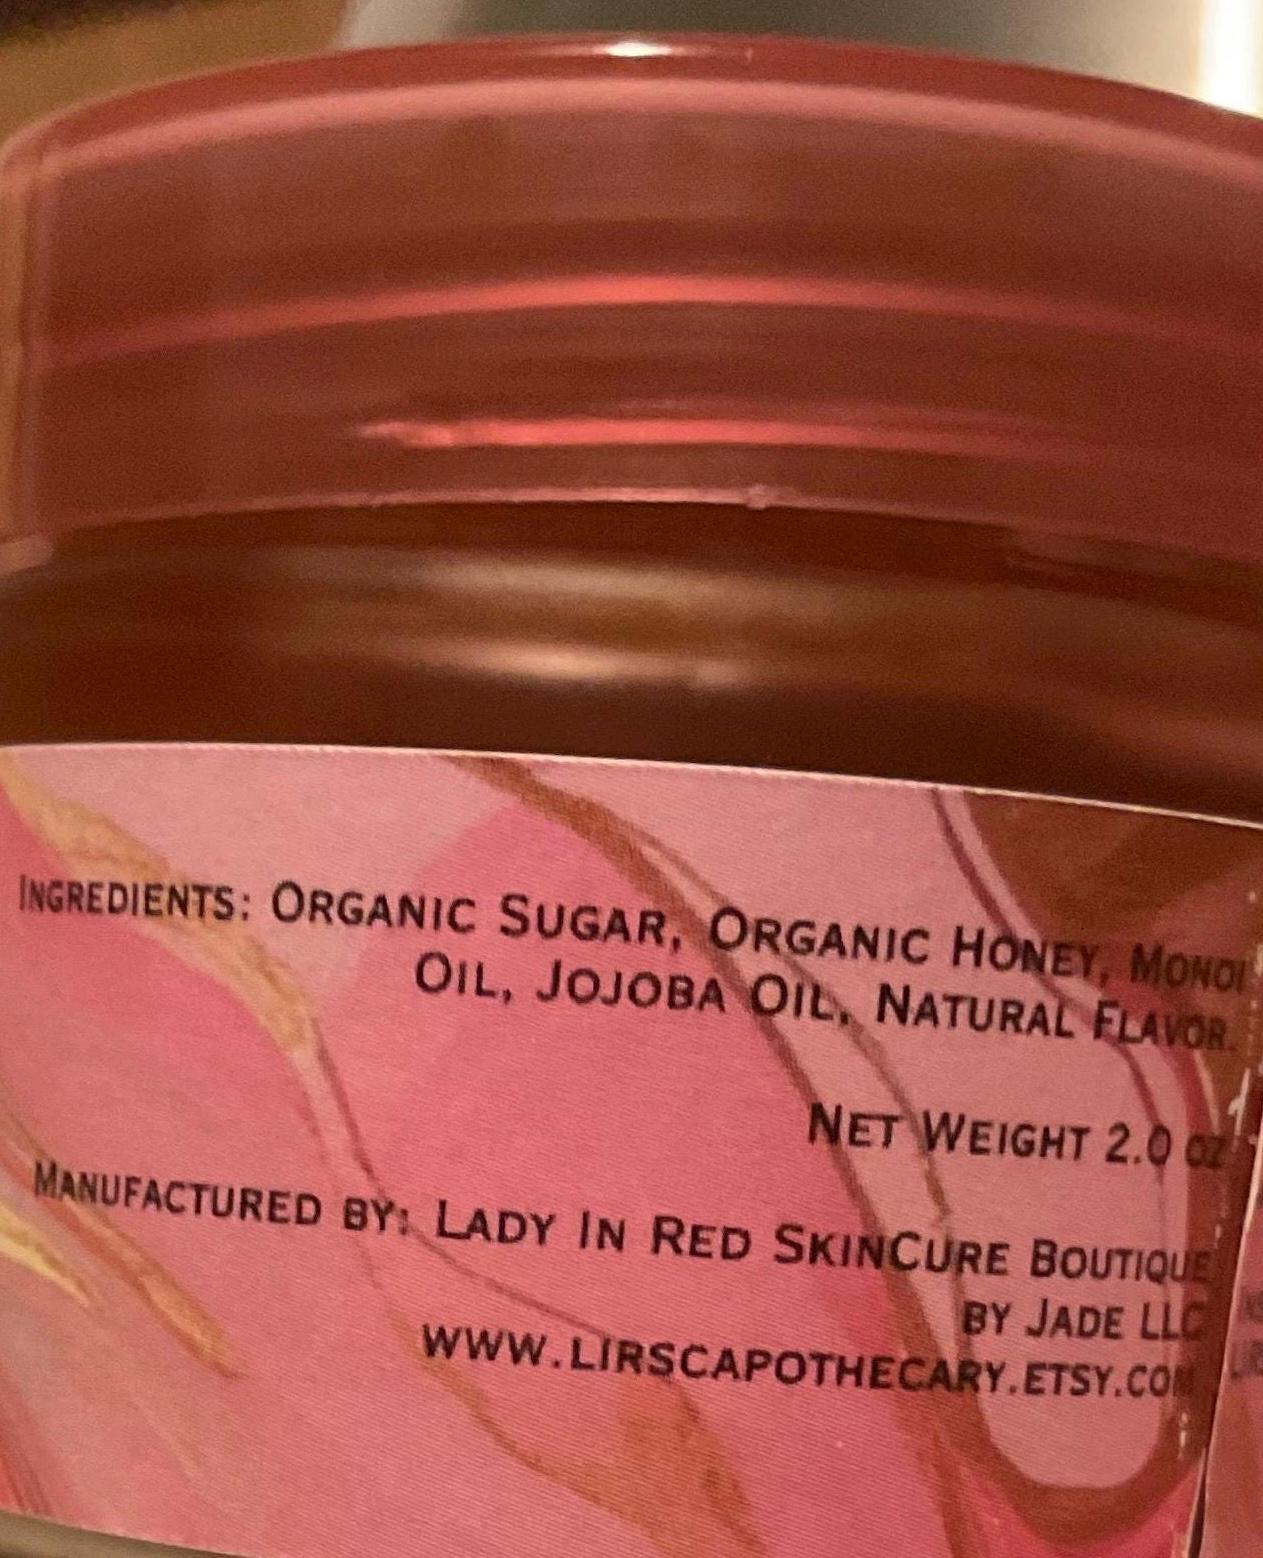 INGREDIENTS: ORGANIC SUGAR, ORGANIC HONEY, MONOI
OIL, JOJOBA OIL, NATURAL FLAVOR.
NET WEIGHT 2.0 OZ
MANUFACTURED BY: LADY IN RED SKINCURE BOUTIQUE
BY JADE LLC
WWW.LIRSCAPOTHECARY.ETSY.COM